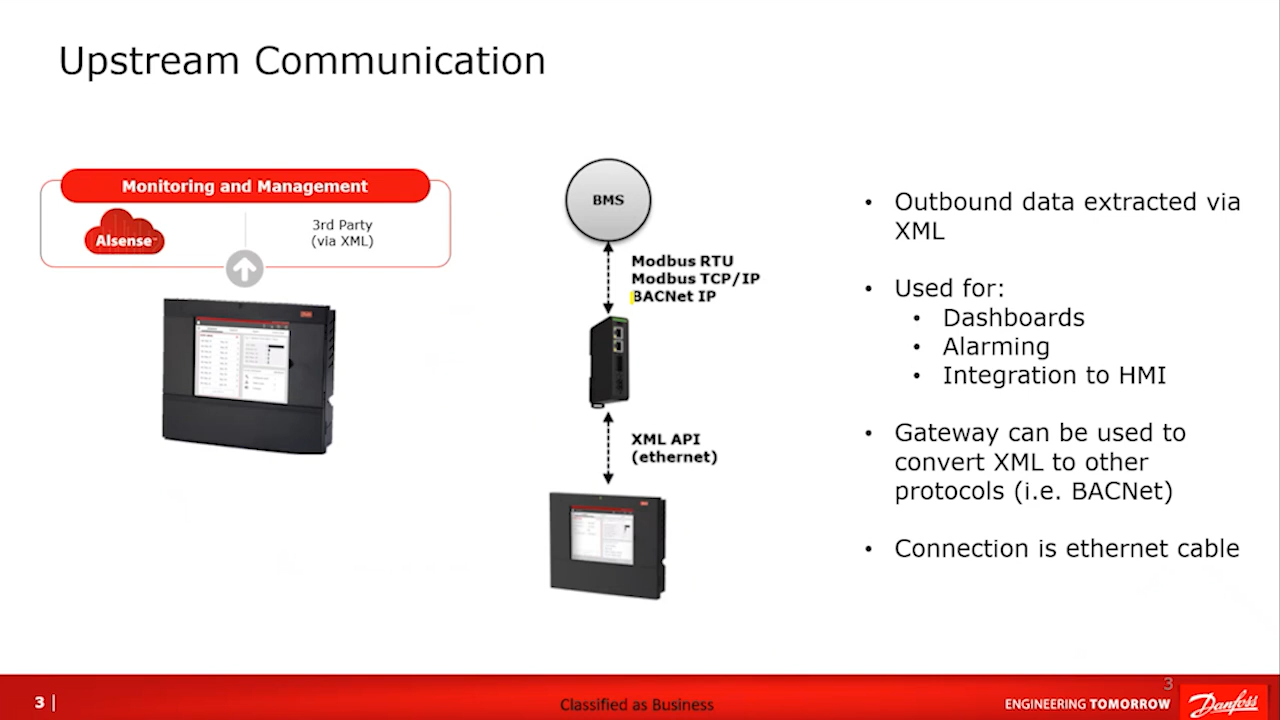 Upstream Communication
Monitoring and Management
Alsense™
3rd Party
(via XML)
BMS
Modbus RTU
Modbus TCP/IP
BACNet IP
XML API
(ethernet)
• Outbound data extracted via
XML
• Used for:
• Dashboards
• Alarming
• Integration to HMI
• Gateway can be used to
convert XML to other
protocols (i.e. BACNet)
• Connection is ethernet cable
3 |
Classified as Business
3
ENGINEERING TOMORROW
Danfoss